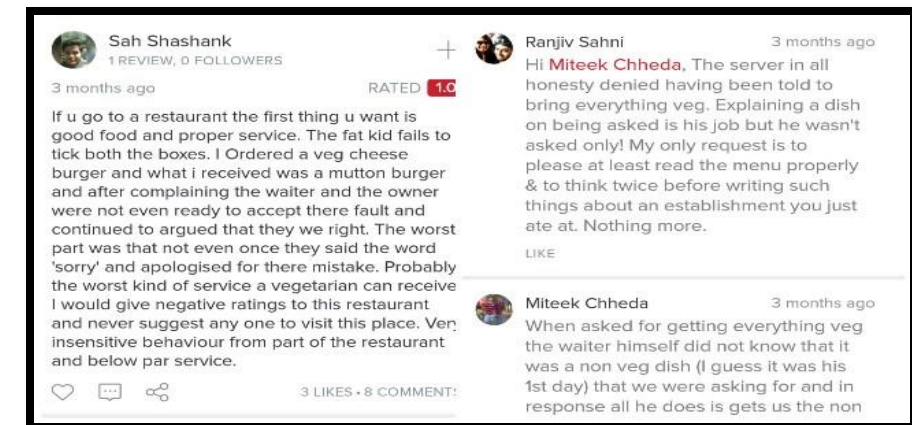 Sah Shashank
1 REVIEW, 0 FOLLOWERS
3 months ago
RATED 1.0
If u go to a restaurant the first thing u want is
good food and proper service. The fat kid fails to
tick both the boxes. I Ordered a veg cheese
burger and what i received was a mutton burger
and after complaining the waiter and the owner
were not even ready to accept there fault and
continued to argued that they we right. The worst
part was that not even once they said the word
'sorry' and apologised for there mistake. Probably
the worst kind of service a vegetarian can receive
I would give negative ratings to this restaurant
and never suggest any one to visit this place. Very
insensitive behaviour from part of the restaurant
and below par service.
3 LIKES • 8 COMMENTS
Ranjiv Sahni
3 months ago
Hi Miteek Chheda, The server in all
honesty denied having been told to
bring everything veg. Explaining a dish
on being asked is his job but he wasn't
asked only! My only request is to
please at least read the menu properly
& to think twice before writing such
things about an establishment you just
ate at. Nothing more.
LIKE
Miteek Chheda
3 months ago
When asked for getting everything veg
the waiter himself did not know that it
was a non veg dish (I guess it was his
1st day) that we were asking for and in
response all he does is gets us the non